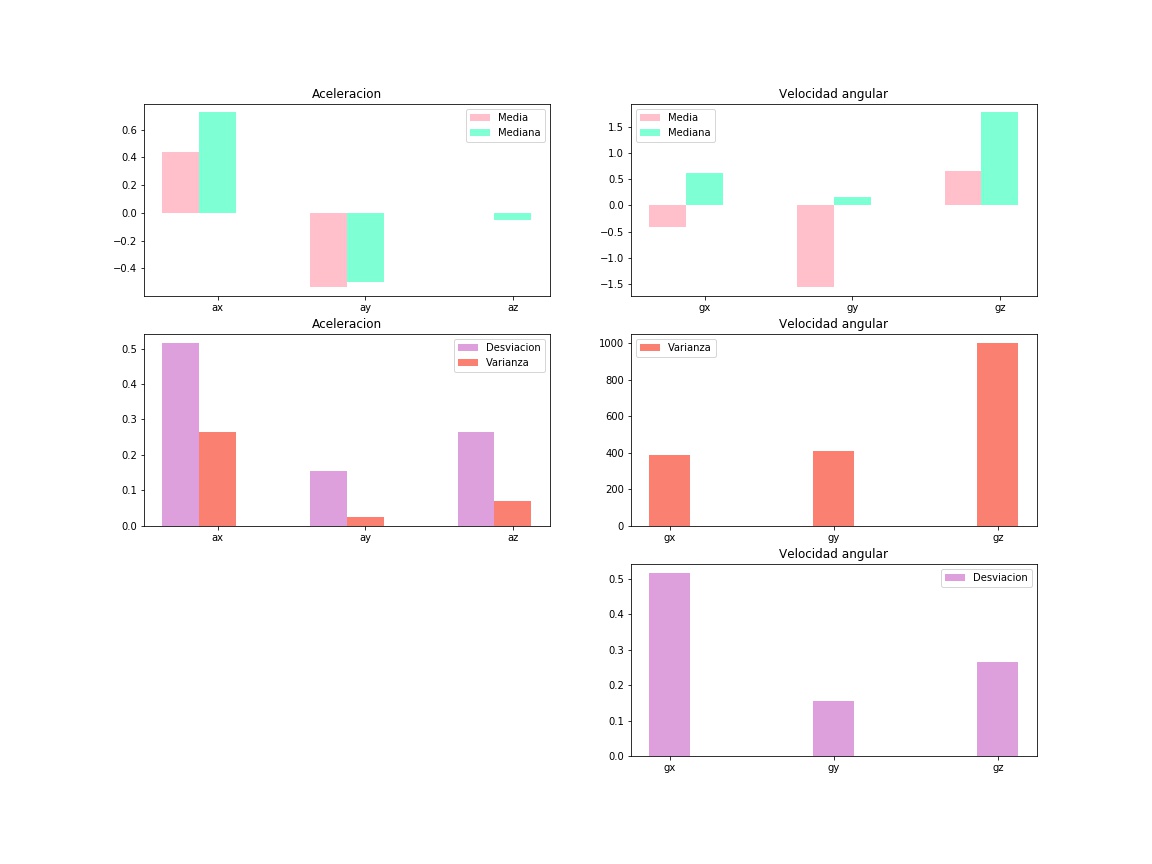 Aceleracion
Media
Mediana
0.6
0.4
0.2
0.0
−0.2
−0.4
ax ay az
Velocidad angular
Media
Mediana
1.5
1.0
0.5
0.0
−0.5
−1.0
−1.5
gx gy gz
Aceleracion
Desviacion
Varianza
0.5
0.4
0.3
0.2
0.1
0.0
ax ay az
Velocidad angular
Varianza
1000
800
600
400
200
0
gx gy gz
Velocidad angular
Desviacion
0.5
0.4
0.3
0.2
0.1
0.0
gx gy gz